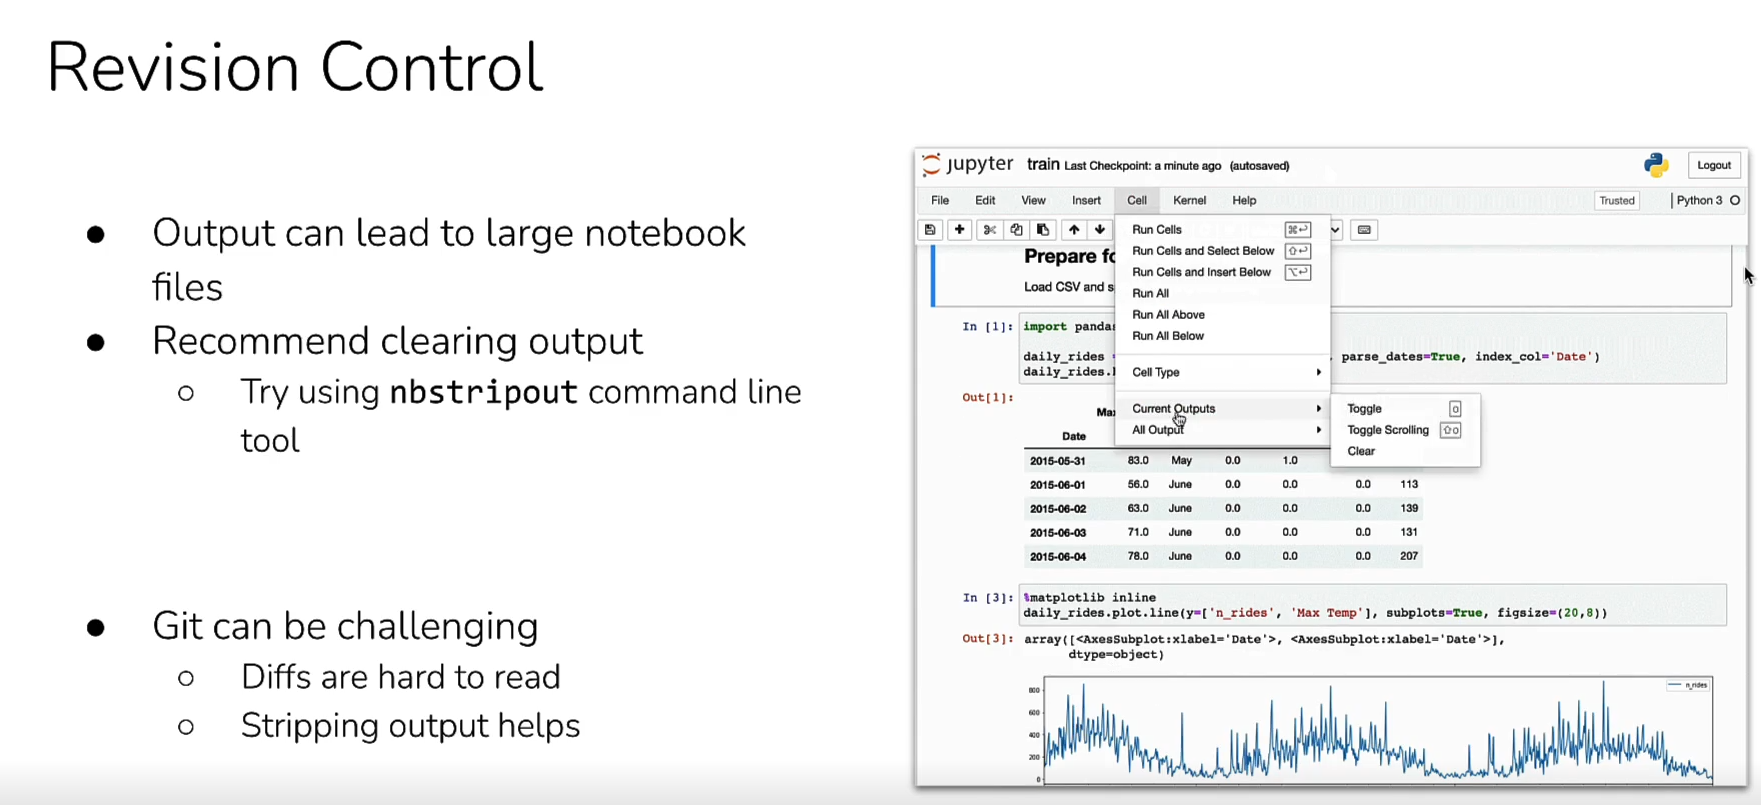 Revision Control
● Output can lead to large notebook
files
● Recommend clearing output
○ Try using nbstripout command line
tool
● Git can be challenging
○ Diffs are hard to read
○ Stripping output helps
jupyter train Last Checkpoint: a minute ago (autosaved)
Logout
File Edit View Insert Cell Kernel Help
Trusted
Python 3
Run Cells ⌘↩
Run Cells and Select Below ⇧↩
Run Cells and Insert Below ⌥↩
Run All
Run All Above
Run All Below
Cell Type
Current Outputs
All Output
Toggle o
Toggle Scrolling ⇧o
Clear
Prepare fo
Load CSV and s
In [1]: import pandas
daily_rides parse_dates=True, index_col='Date')
daily_rides.
Out[1]:
Max
Date
2015-05-31 83.0 May 0.0 1.0
2015-06-01 56.0 June 0.0 0.0 0.0 113
2015-06-02 63.0 June 0.0 0.0 0.0 139
2015-06-03 71.0 June 0.0 0.0 0.0 131
2015-06-04 78.0 June 0.0 0.0 0.0 207
In [3]: %matplotlib inline
daily_rides.plot.line(y=['n_rides', 'Max Temp'], subplots=True, figsize=(20,8))
Out[3]: array([<AxesSubplot:xlabel='Date'>, <AxesSubplot:xlabel='Date'>],
dtype=object)
n_rides
800
600
400
200
0